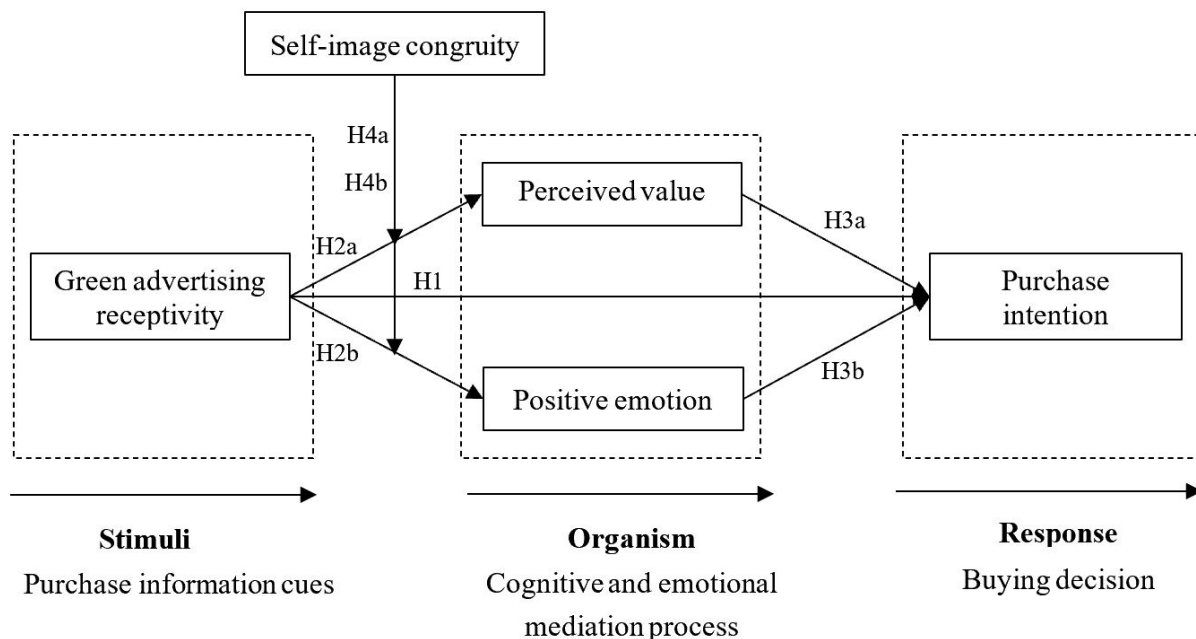 Self-image congruity
H4a
H4b
Perceived value
H2a
H3a
Green advertising
receptivity
H1
Purchase
intention
H2b
H3b
Positive emotion
Stimuli
Purchase information cues
Organism
Cognitive and emotional
mediation process
Response
Buying decision